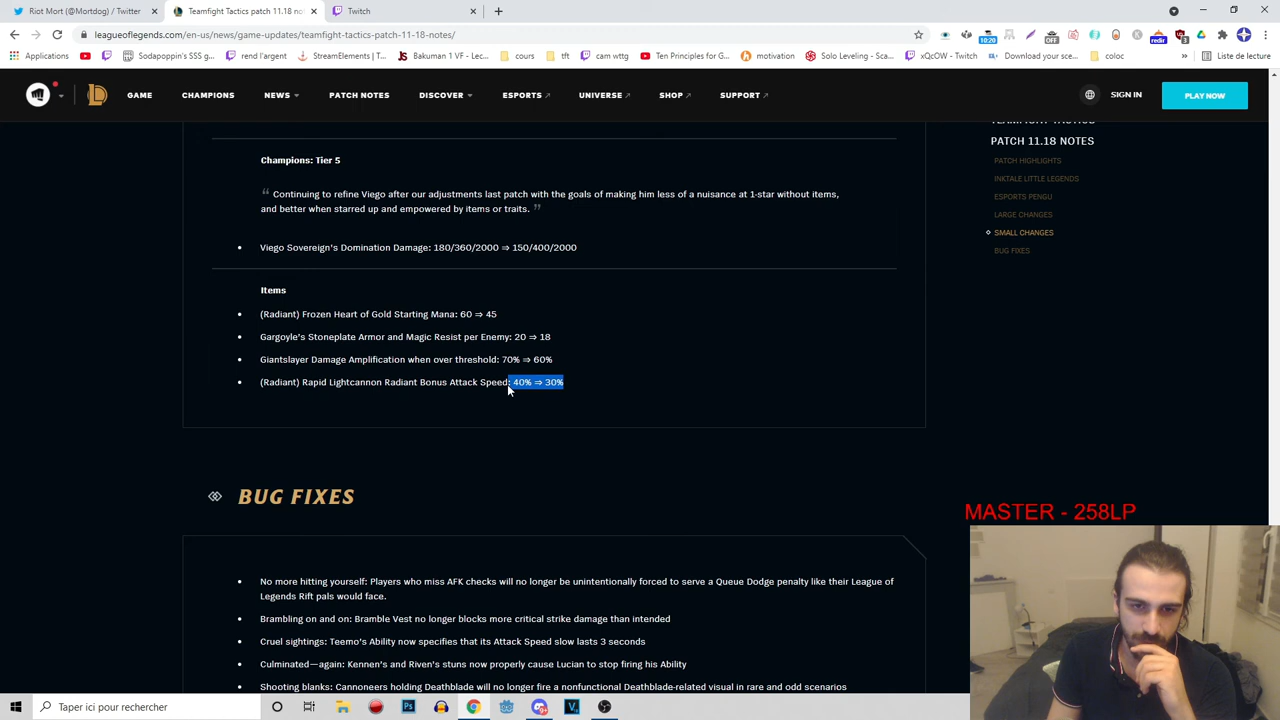 Riot Mort (@Mortdog) / Twitter
Teamfight Tactics patch 11.18 not
Twitch
leagueoflegends.com/en-us/news/game-updates/teamfight-tactics-patch-11-18-notes/
10:20
OFF
redir
Applications
Sodapoppin's SSS g...
rend l'argent
StreamElements | T...
Bakuman 1 VF - Lec...
cours
tft
cam wttg
Ten Principles for G...
motivation
Solo Leveling - Sca...
xQcOW - Twitch
Download your sce...
coloc
»
Liste de lecture
GAME
CHAMPIONS
NEWS
PATCH NOTES
DISCOVER
ESPORTS
UNIVERSE
SHOP
SUPPORT
SIGN IN
PLAY NOW
Champions: Tier 5
“ Continuing to refine Viego after our adjustments last patch with the goals of making him less of a nuisance at 1-star without items,
and better when starred up and empowered by items or traits. ”
• Viego Sovereign's Domination Damage: 180/360/2000 ⇒ 150/400/2000
Items
• (Radiant) Frozen Heart of Gold Starting Mana: 60 ⇒ 45
• Gargoyle's Stoneplate Armor and Magic Resist per Enemy: 20 ⇒ 18
• Giantslayer Damage Amplification when over threshold: 70% ⇒ 60%
• (Radiant) Rapid Lightcannon Radiant Bonus Attack Speed: 40% ⇒ 30%
BUG FIXES
• No more hitting yourself: Players who miss AFK checks will no longer be unintentionally forced to serve a Queue Dodge penalty like their League of
Legends Rift pals would face.
• Brambling on and on: Bramble Vest no longer blocks more critical strike damage than intended
• Cruel sightings: Teemo's Ability now specifies that its Attack Speed slow lasts 3 seconds
• Culminated—again: Kennen's and Riven's stuns now properly cause Lucian to stop firing his Ability
• Shooting blanks: Cannoneers holding Deathblade will no longer fire a nonfunctional Deathblade-related visual in rare and odd scenarios
TEAMFIGHT TACTICS
PATCH 11.18 NOTES
PATCH HIGHLIGHTS
INKTALE LITTLE LEGENDS
ESPORTS PENGU
LARGE CHANGES
SMALL CHANGES
BUG FIXES
MASTER - 258LP
Taper ici pour rechercher